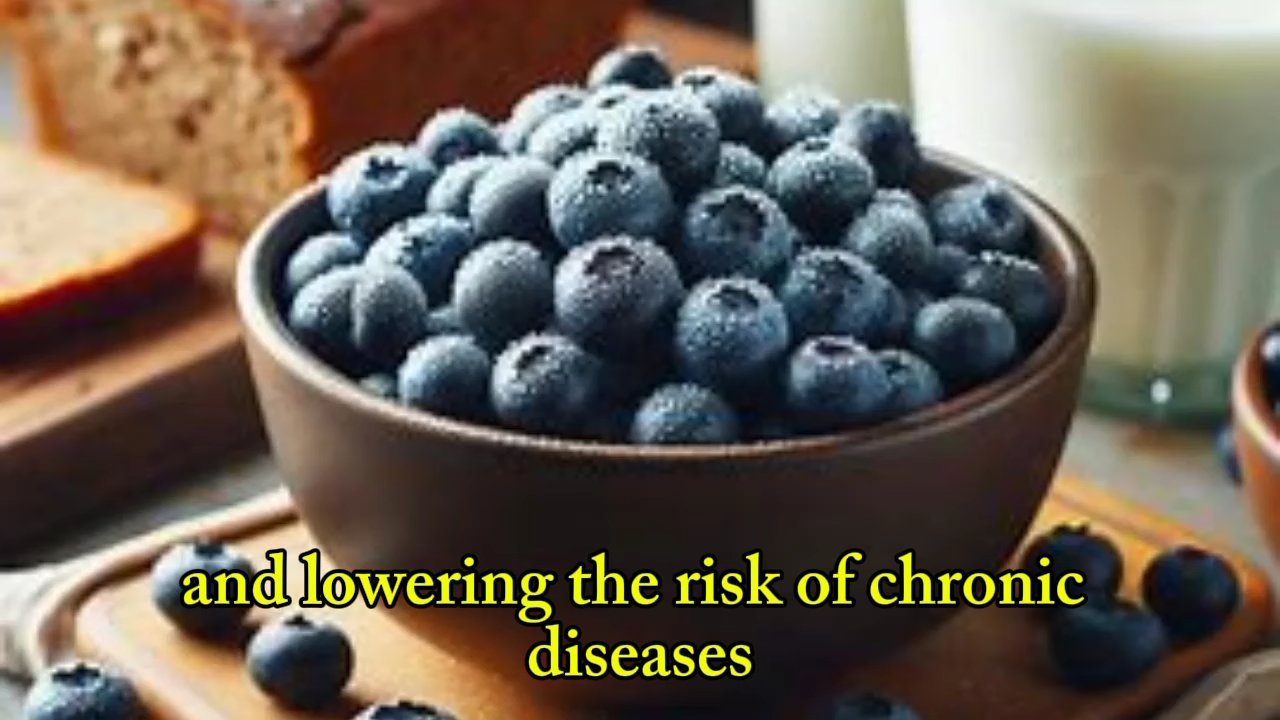 and lowering the risk of chronic
diseases